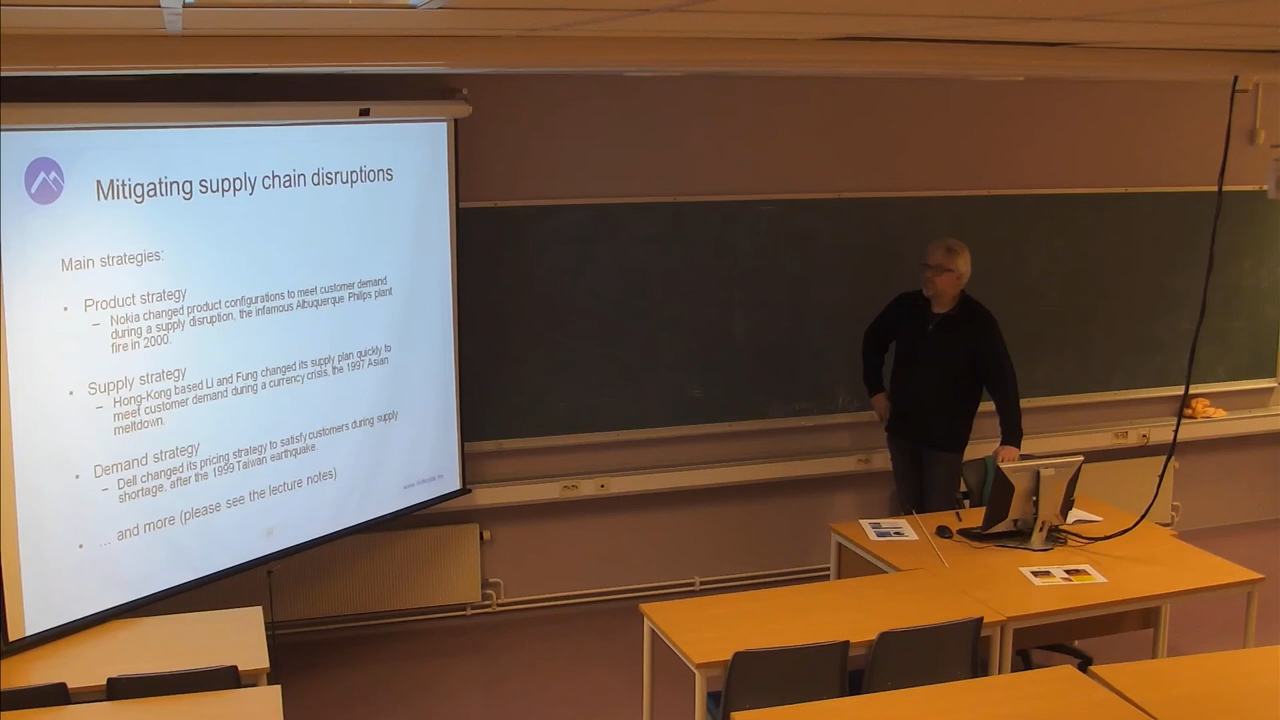 Mitigating supply chain disruptions
Main strategies:
• Product strategy
– Nokia changed product configurations to meet customer demand
during a supply disruption, the infamous Albuquerque Philips plant
fire in 2000.
• Supply strategy
– Hong-Kong based Li and Fung changed its supply plan quickly to
meet customer demand during a currency crisis, the 1997 Asian
meltdown.
• Demand strategy
– Dell changed its pricing strategy to satisfy customers during supply
shortage, after the 1999 Taiwan earthquake.
• ... and more (please see the lecture notes)